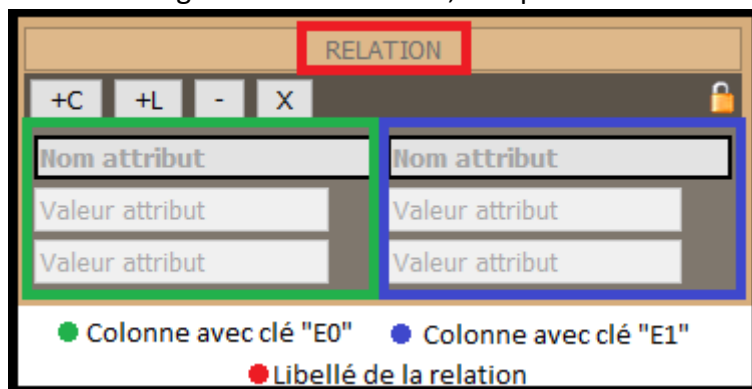 RELATION
+C +L - X
Nom attribut Nom attribut
Valeur attribut Valeur attribut
Valeur attribut Valeur attribut
Colonne avec clé "E0" Colonne avec clé "E1"
Libellé de la relation